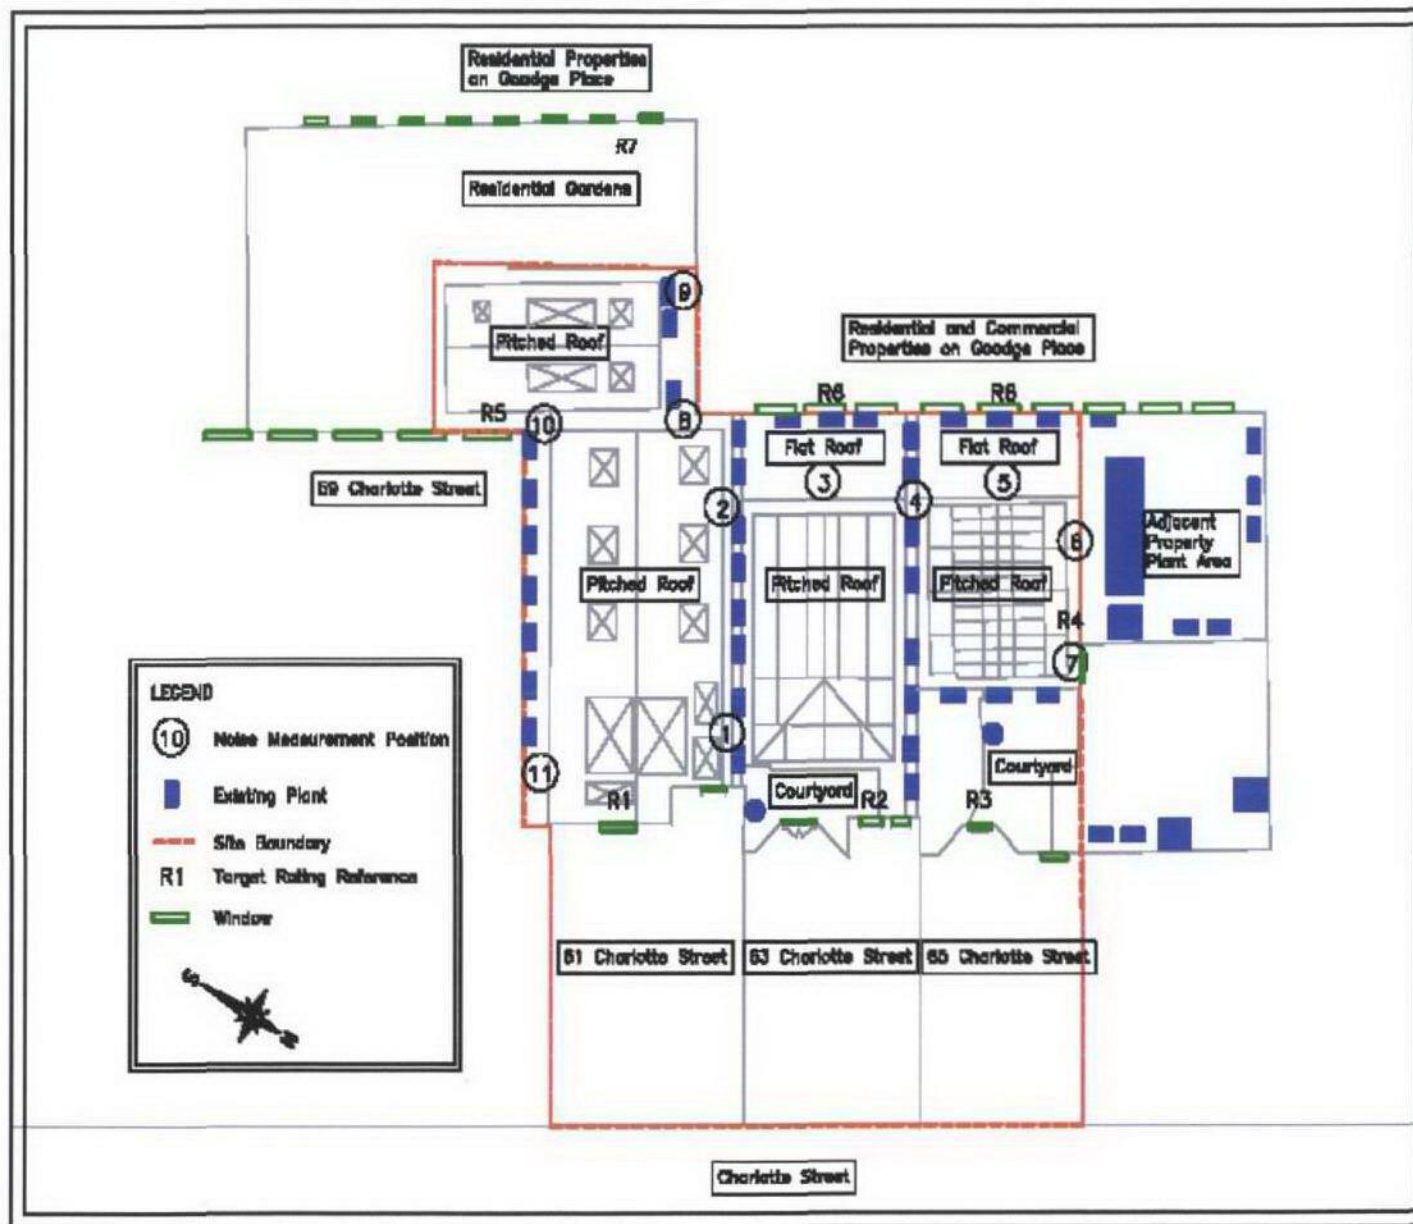 Residential Properties
on Goodge Place
R7
Residential Gardens
9
Pitched Roof
Residential and Commercial
Properties on Goodge Place
R5
10
8
R6
R6
Flat Roof
Flat Roof
59 Charlotte Street
3
5
2
4
6
Adjacent
Property
Plant Area
Pitched Roof
Pitched Roof
Pitched Roof
R4
7
LEGEND
10 Noise Measurement Position
Existing Plant
Site Boundary
R1 Target Rating Reference
Window
1
11
Courtyard
Courtyard
R1
R2
R3
61 Charlotte Street
63 Charlotte Street
65 Charlotte Street
Charlotte Street